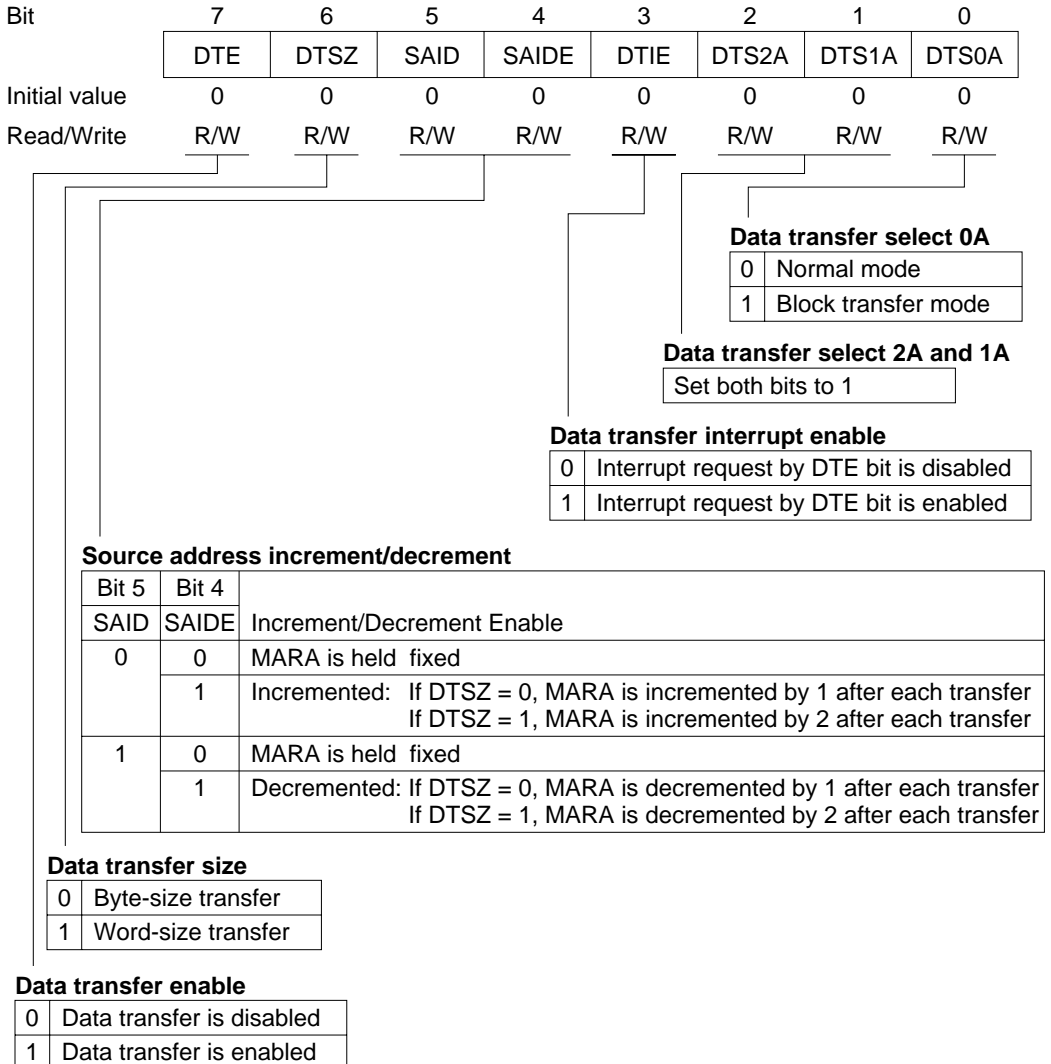 Bit 7 6 5 4 3 2 1 0
DTE DTSZ SAID SAIDE DTIE DTS2A DTS1A DTS0A
Initial value 0 0 0 0 0 0 0 0
Read/Write R/W R/W R/W R/W R/W R/W R/W R/W
Data transfer select 0A
0 Normal mode
1 Block transfer mode
Data transfer select 2A and 1A
Set both bits to 1
Data transfer interrupt enable
0 Interrupt request by DTE bit is disabled
1 Interrupt request by DTE bit is enabled
Source address increment/decrement
Bit 5 Bit 4
SAID SAIDE Increment/Decrement Enable
0 0 MARA is held fixed
1 Incremented: If DTSZ = 0, MARA is incremented by 1 after each transfer
If DTSZ = 1, MARA is incremented by 2 after each transfer
1 0 MARA is held fixed
1 Decremented: If DTSZ = 0, MARA is decremented by 1 after each transfer
If DTSZ = 1, MARA is decremented by 2 after each transfer
Data transfer size
0 Byte-size transfer
1 Word-size transfer
Data transfer enable
0 Data transfer is disabled
1 Data transfer is enabled